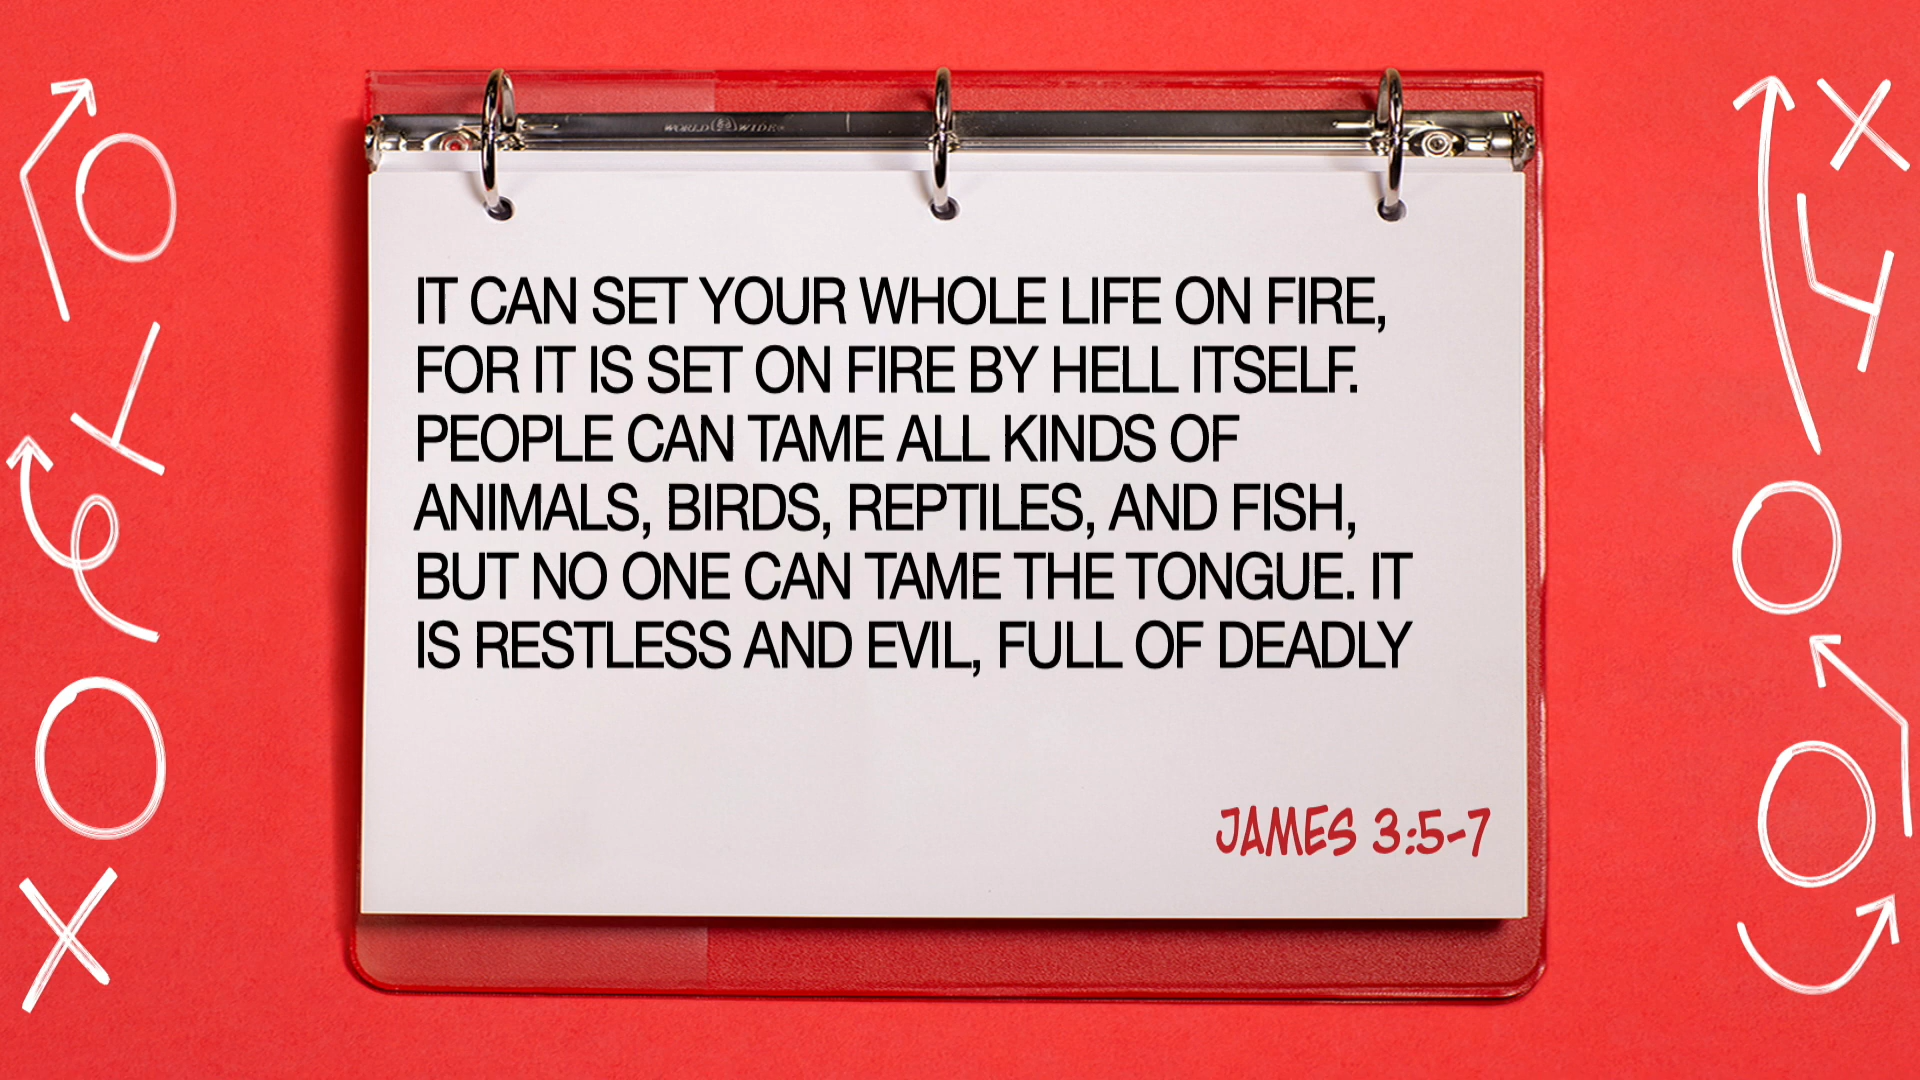 WORLD WIDE
IT CAN SET YOUR WHOLE LIFE ON FIRE,
FOR IT IS SET ON FIRE BY HELL ITSELF.
PEOPLE CAN TAME ALL KINDS OF
ANIMALS, BIRDS, REPTILES, AND FISH,
BUT NO ONE CAN TAME THE TONGUE. IT
IS RESTLESS AND EVIL, FULL OF DEADLY
JAMES 3:5-7